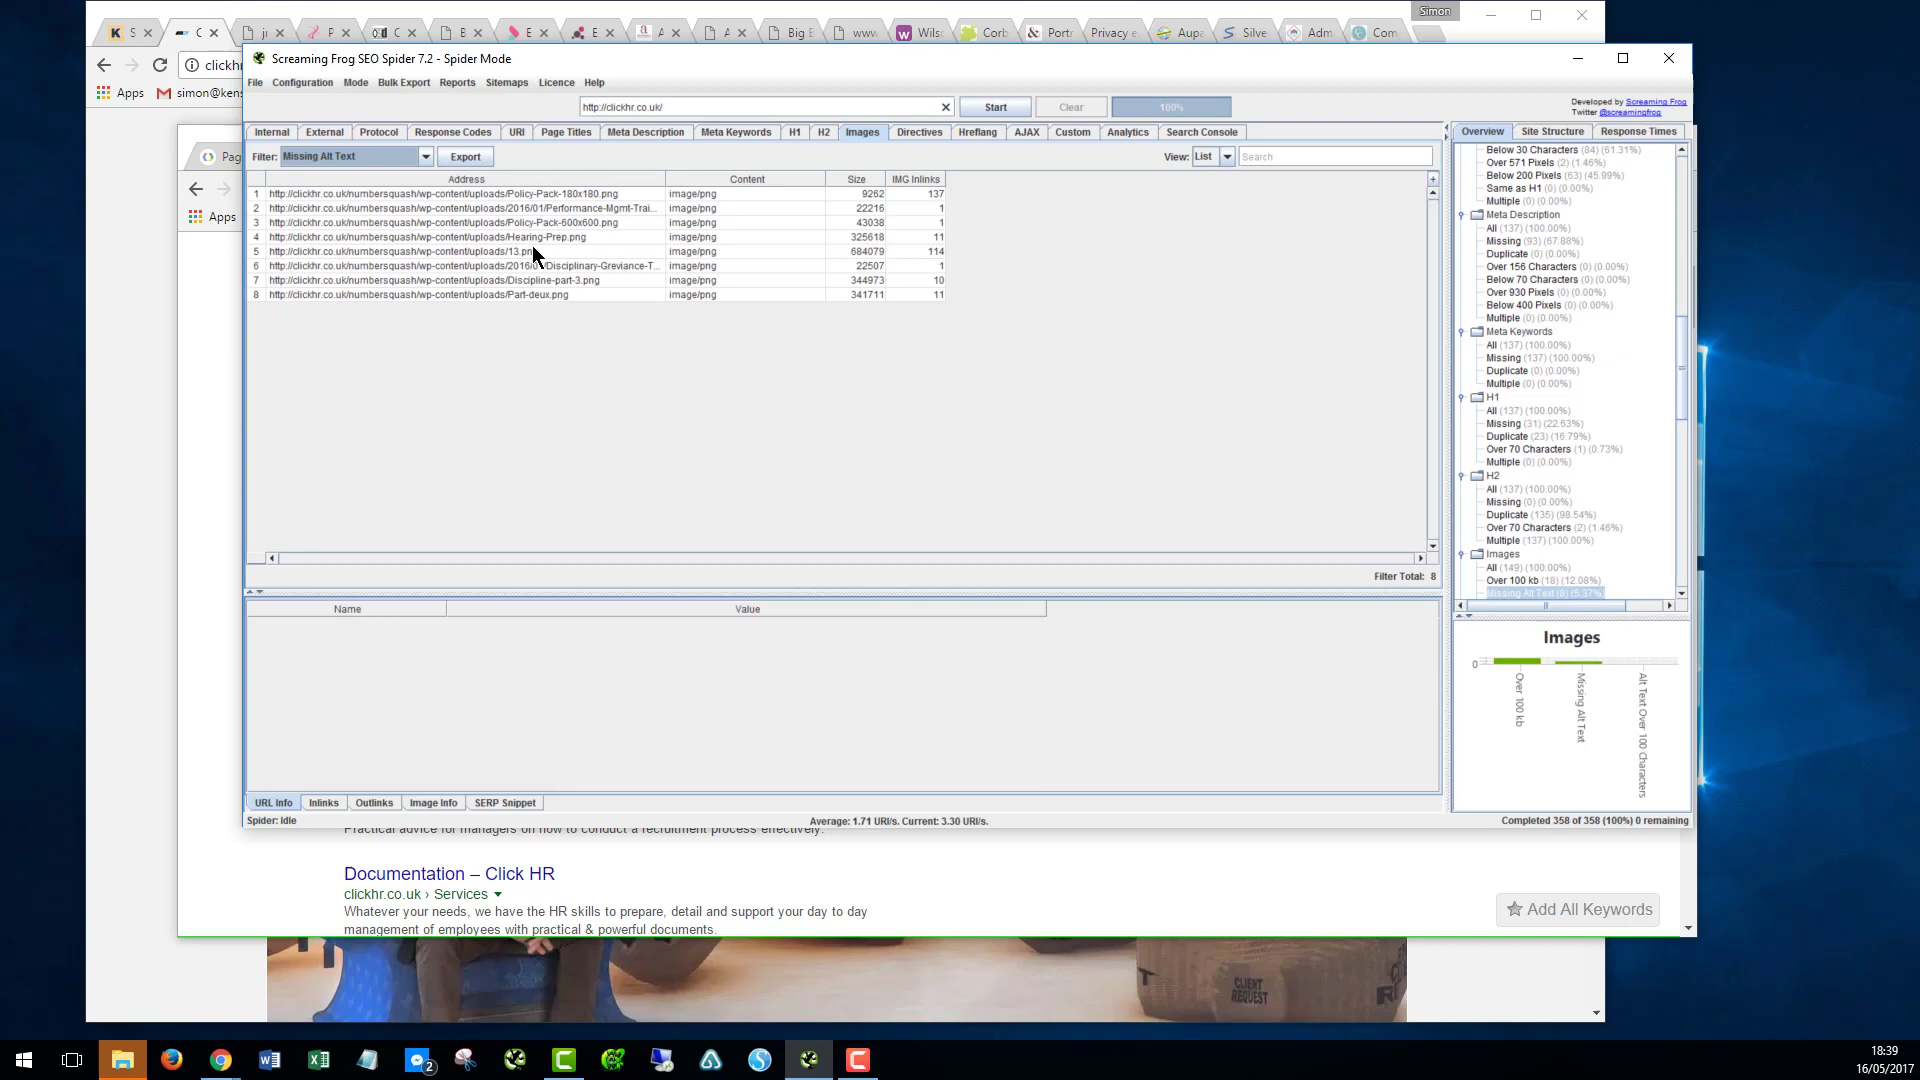 Simon
K S
C
j
F
C
E
E
E
A
A
Big E
www
Wilso
Corb
Portr
Privacy e
Aupa
Silve
Adm
Com
clickhr
Apps
simon@kens
Pag
Apps
Screaming Frog SEO Spider 7.2 - Spider Mode
File Configuration Mode Bulk Export Reports Sitemaps Licence Help
http://clickhr.co.uk/
Start
Clear
100%
Developed by Screaming Frog
Twitter @screamingfrog
Internal External Protocol Response Codes URI Page Titles Meta Description Meta Keywords H1 H2 Images Directives Hreflang AJAX Custom Analytics Search Console
Filter: Missing Alt Text Export
View: List Search
Address Content Size IMG Inlinks
1 http://clickhr.co.uk/numbersquash/wp-content/uploads/Policy-Pack-180x180.png image/png 9262 137
2 http://clickhr.co.uk/numbersquash/wp-content/uploads/2016/01/Performance-Mgmt-Trai... image/png 22216 1
3 http://clickhr.co.uk/numbersquash/wp-content/uploads/Policy-Pack-600x600.png image/png 43038 1
4 http://clickhr.co.uk/numbersquash/wp-content/uploads/Hearing-Prep.png image/png 325618 11
5 http://clickhr.co.uk/numbersquash/wp-content/uploads/13.png image/png 684079 114
6 http://clickhr.co.uk/numbersquash/wp-content/uploads/2016/01/Disciplinary-Greviance-T... image/png 22507 1
7 http://clickhr.co.uk/numbersquash/wp-content/uploads/Discipline-part-3.png image/png 344973 10
8 http://clickhr.co.uk/numbersquash/wp-content/uploads/Part-deux.png image/png 341711 11
Filter Total: 8
Name Value
URL Info Inlinks Outlinks Image Info SERP Snippet
Spider: Idle
Average: 1.71 URI/s. Current: 3.30 URI/s.
Completed 358 of 358 (100%) 0 remaining
Overview Site Structure Response Times
Below 30 Characters (84) (61.31%)
Over 571 Pixels (2) (1.46%)
Below 200 Pixels (63) (45.99%)
Same as H1 (0) (0.00%)
Multiple (0) (0.00%)
Meta Description
All (137) (100.00%)
Missing (93) (67.88%)
Duplicate (0) (0.00%)
Over 156 Characters (0) (0.00%)
Below 70 Characters (0) (0.00%)
Over 930 Pixels (0) (0.00%)
Below 400 Pixels (0) (0.00%)
Multiple (0) (0.00%)
Meta Keywords
All (137) (100.00%)
Missing (137) (100.00%)
Duplicate (0) (0.00%)
Multiple (0) (0.00%)
H1
All (137) (100.00%)
Missing (31) (22.63%)
Duplicate (23) (16.79%)
Over 70 Characters (1) (0.73%)
Multiple (0) (0.00%)
H2
All (137) (100.00%)
Missing (0) (0.00%)
Duplicate (135) (98.54%)
Over 70 Characters (2) (1.46%)
Multiple (137) (100.00%)
Images
All (149) (100.00%)
Over 100 kb (18) (12.08%)
Missing Alt Text (8) (5.37%)
Images
0
Over 100 kb
Missing Alt Text
Alt Text Over 100 Characters
Practical advice for managers on how to conduct a recruitment process effectively.
Documentation – Click HR
clickhr.co.uk › Services
Whatever your needs, we have the HR skills to prepare, detail and support your day to day
management of employees with practical & powerful documents.
Add All Keywords
CLIENT
REQUEST
2
18:39
16/05/2017